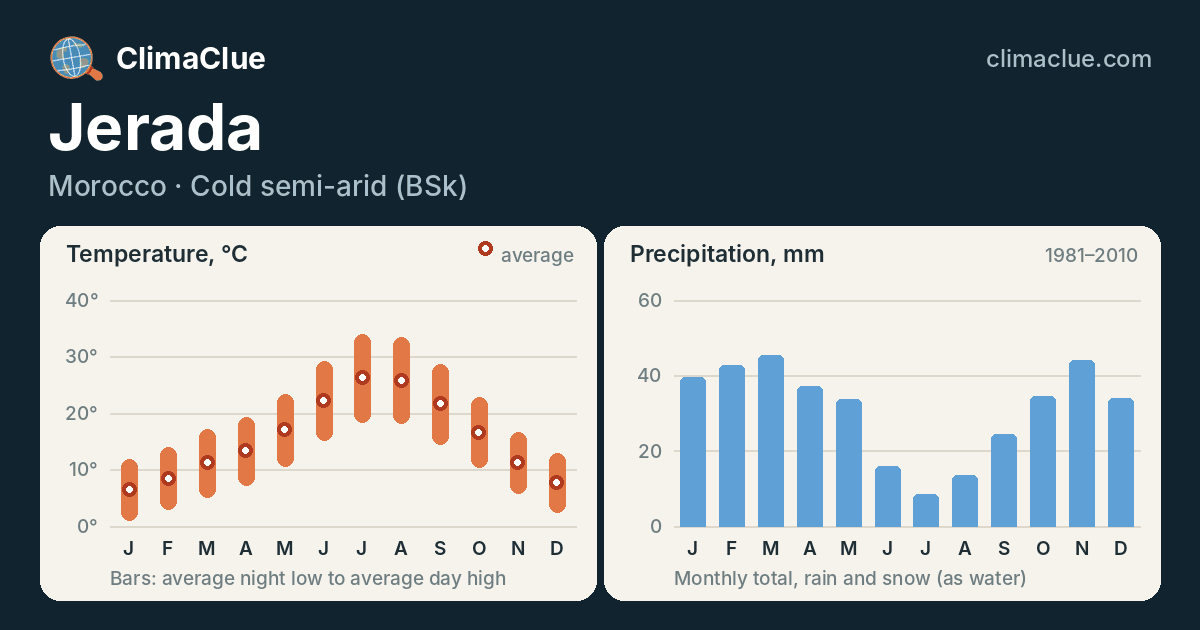 ClimaClue
climaclue.com
Jerada
Morocco · Cold semi-arid (BSk)
Temperature, °C
average
40°
30°
20°
10°
0°
J F M A M J J A S O N D
Bars: average night low to average day high
Precipitation, mm
1981–2010
60
40
20
0
J F M A M J J A S O N D
Monthly total, rain and snow (as water)